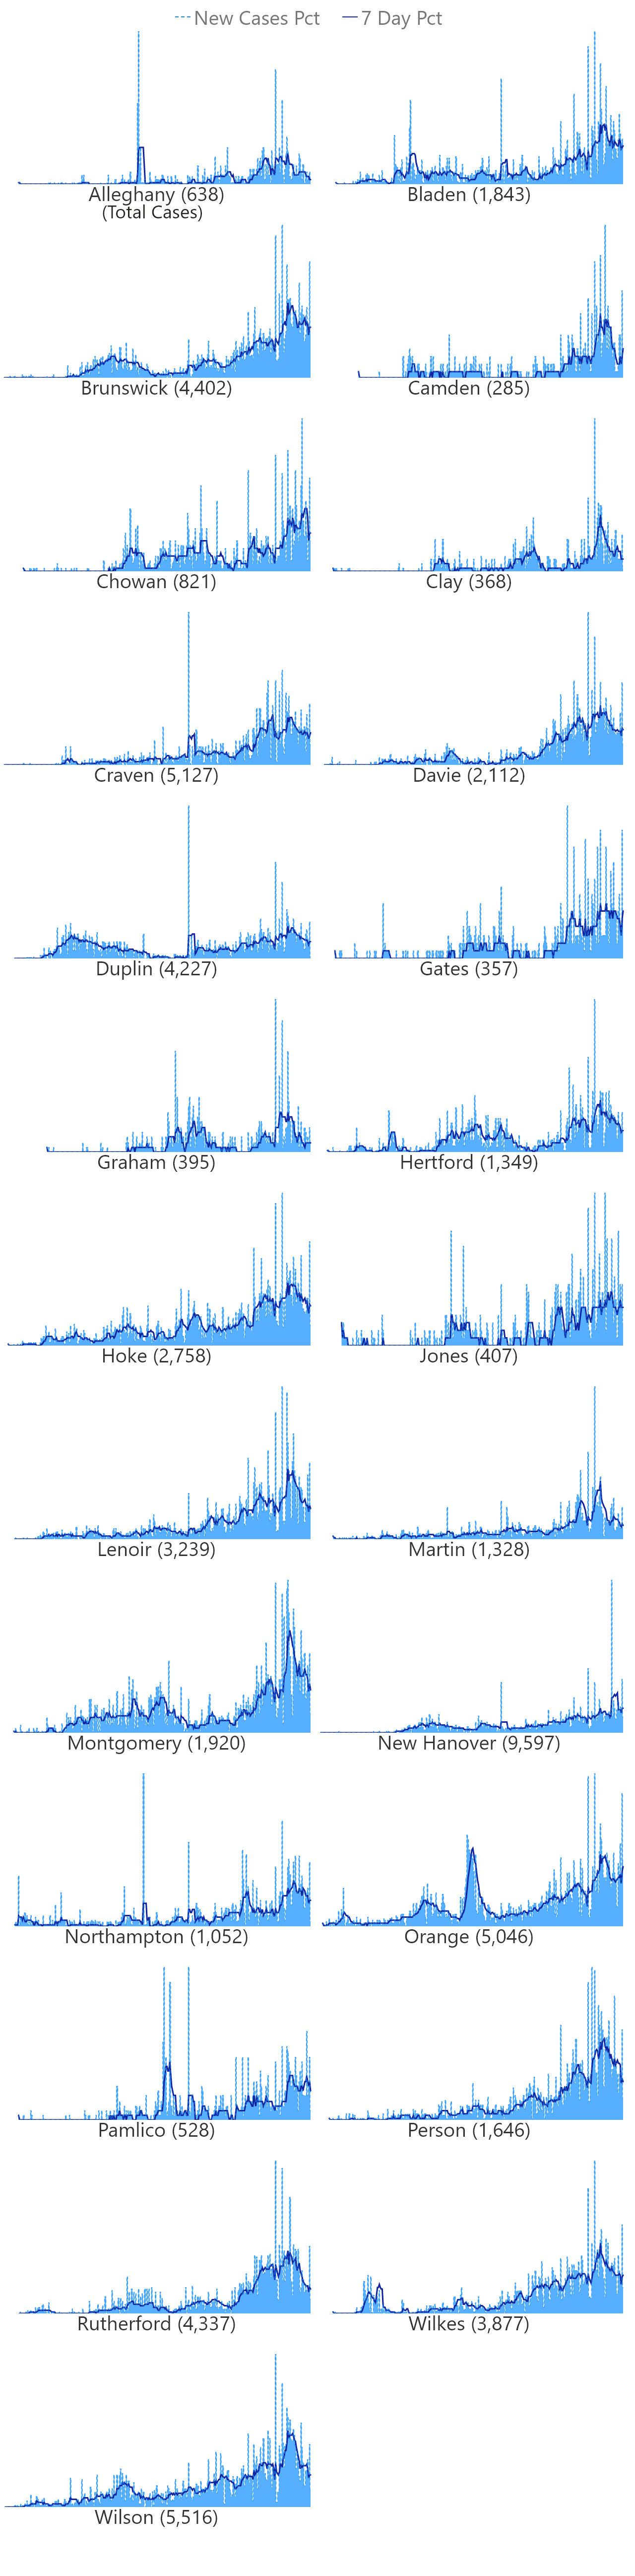 New Cases Pct 7 Day Pct
Alleghany (638) Bladen (1,843)
(Total Cases)
Brunswick (4,402) Camden (285)
Chowan (821) Clay (368)
Craven (5,127) Davie (2,112)
Duplin (4,227) Gates (357)
Graham (395) Hertford (1,349)
Hoke (2,758) Jones (407)
Lenoir (3,239) Martin (1,328)
Montgomery (1,920) New Hanover (9,597)
Northampton (1,052) Orange (5,046)
Pamlico (528) Person (1,646)
Rutherford (4,337) Wilkes (3,877)
Wilson (5,516)